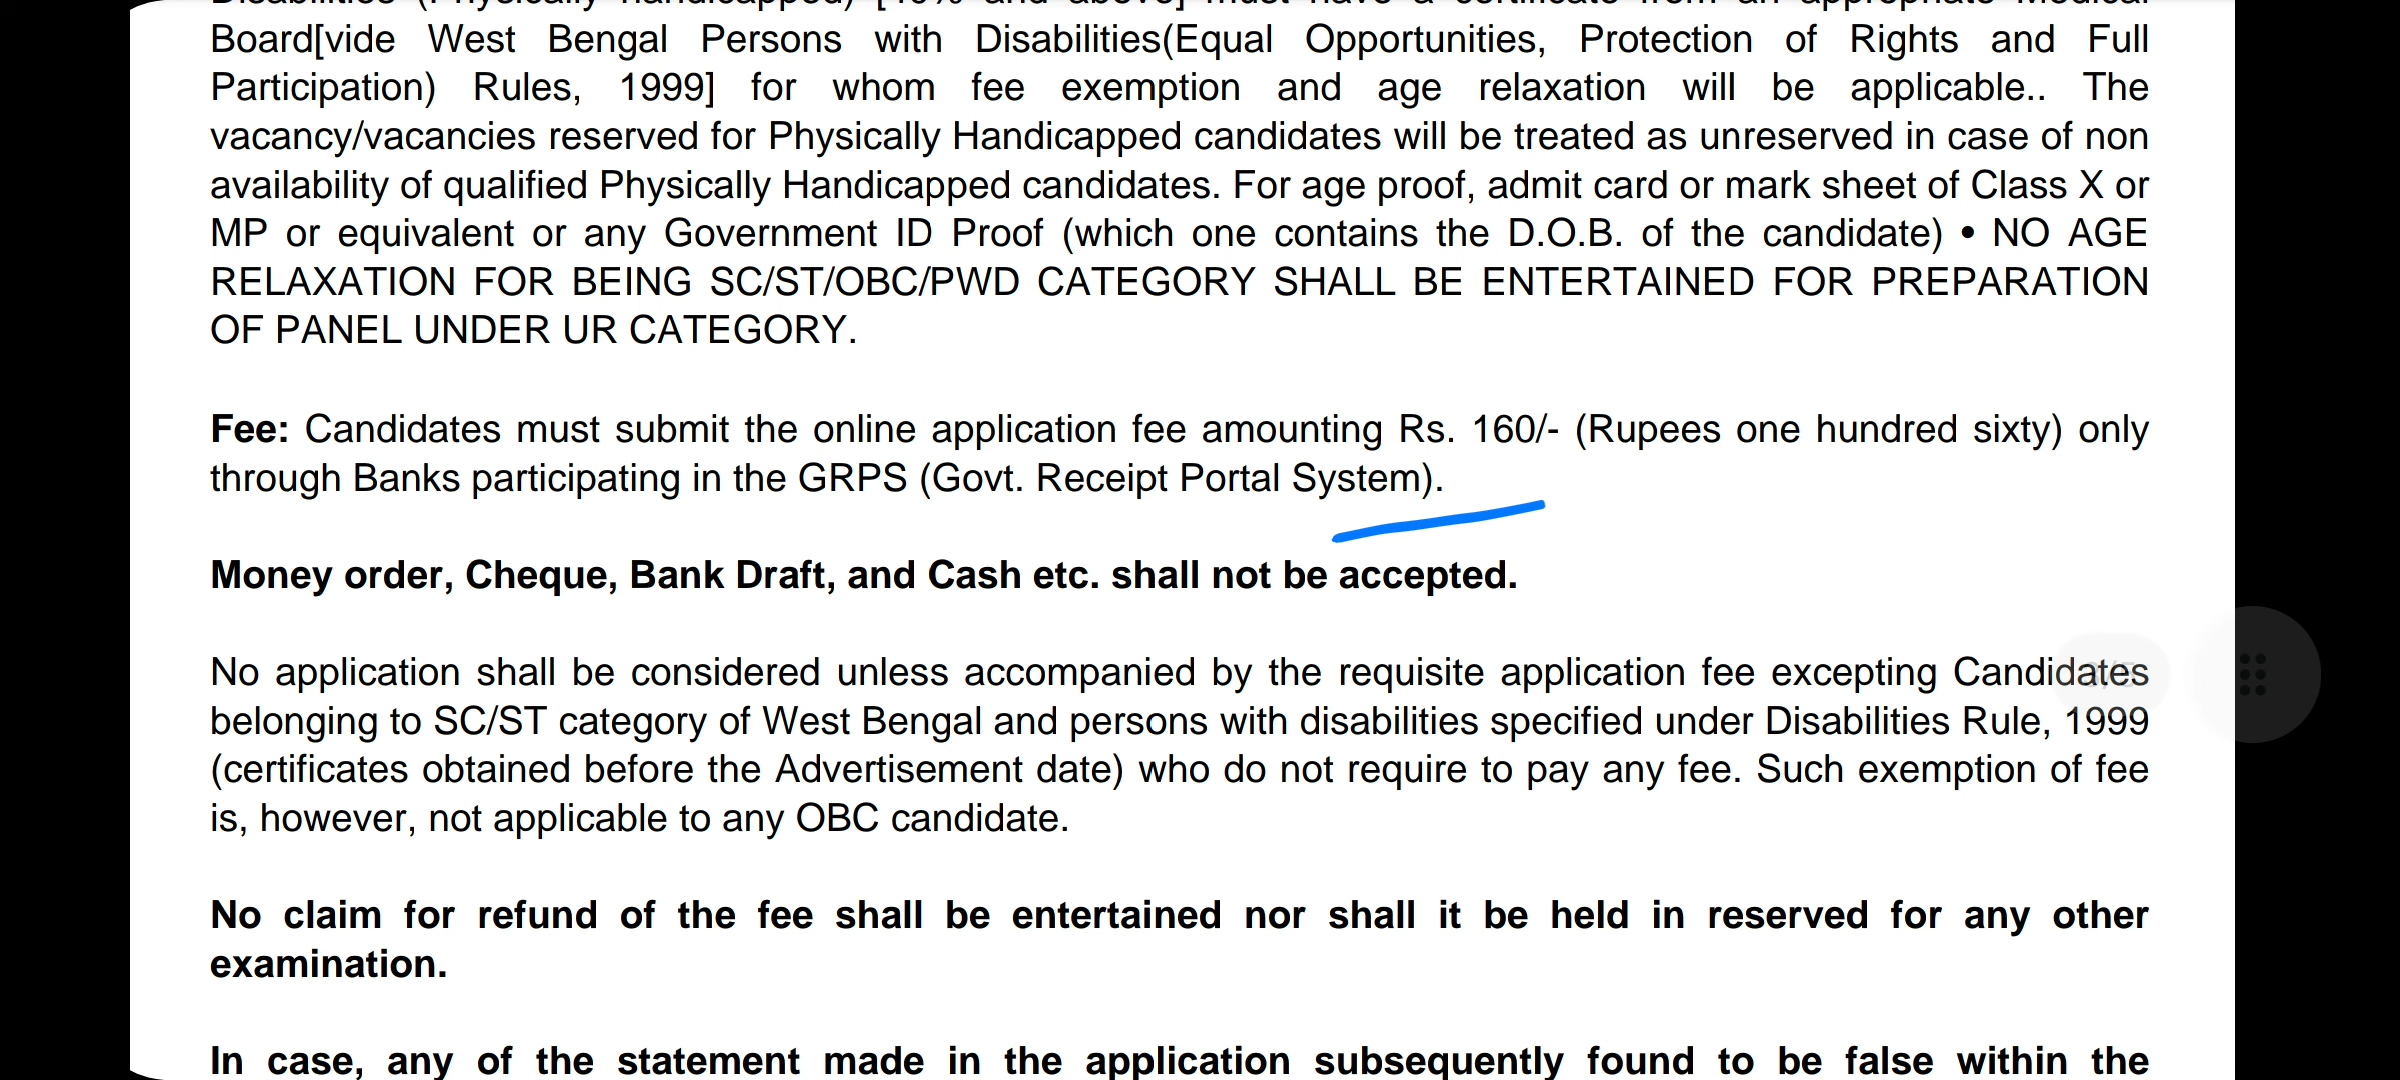 Board[vide West Bengal Persons with Disabilities(Equal Opportunities, Protection of Rights and Full
Participation) Rules, 1999] for whom fee exemption and age relaxation will be applicable.. The
vacancy/vacancies reserved for Physically Handicapped candidates will be treated as unreserved in case of non
availability of qualified Physically Handicapped candidates. For age proof, admit card or mark sheet of Class X or
MP or equivalent or any Government ID Proof (which one contains the D.O.B. of the candidate) • NO AGE
RELAXATION FOR BEING SC/ST/OBC/PWD CATEGORY SHALL BE ENTERTAINED FOR PREPARATION
OF PANEL UNDER UR CATEGORY.
Fee: Candidates must submit the online application fee amounting Rs. 160/- (Rupees one hundred sixty) only
through Banks participating in the GRPS (Govt. Receipt Portal System).
Money order, Cheque, Bank Draft, and Cash etc. shall not be accepted.
No application shall be considered unless accompanied by the requisite application fee excepting Candidates
belonging to SC/ST category of West Bengal and persons with disabilities specified under Disabilities Rule, 1999
(certificates obtained before the Advertisement date) who do not require to pay any fee. Such exemption of fee
is, however, not applicable to any OBC candidate.
No claim for refund of the fee shall be entertained nor shall it be held in reserved for any other
examination.
In case, any of the statement made in the application subsequently found to be false within the